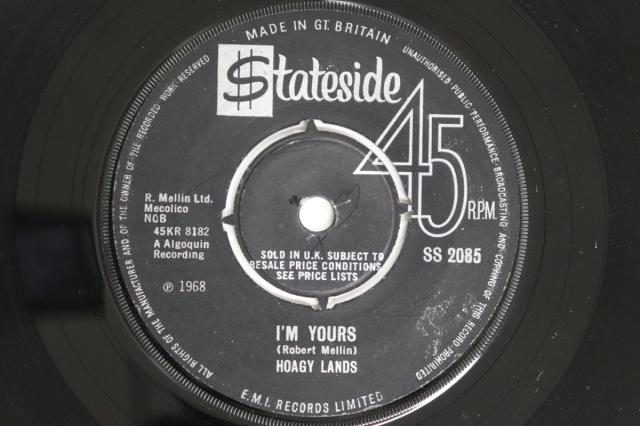 MADE IN GT. BRITAIN
UNAUTHORISED PUBLIC PERFORMANCE BROADCASTING AND COPYING OF THIS RECORD PROHIBITED
ALL RIGHTS OF THE MANUFACTURER AND OF THE OWNER OF THE RECORDED WORK RESERVED
$tateside
45
R.P.M.
R. Mellin Ltd.
Mecolico
NCB
45KR 8182
A Algoquin
Recording
℗ 1968
SS 2085
SOLD IN U.K. SUBJECT TO
RESALE PRICE CONDITIONS
SEE PRICE LISTS
I'M YOURS
(Robert Mellin)
HOAGY LANDS
E.M.I. RECORDS LIMITED